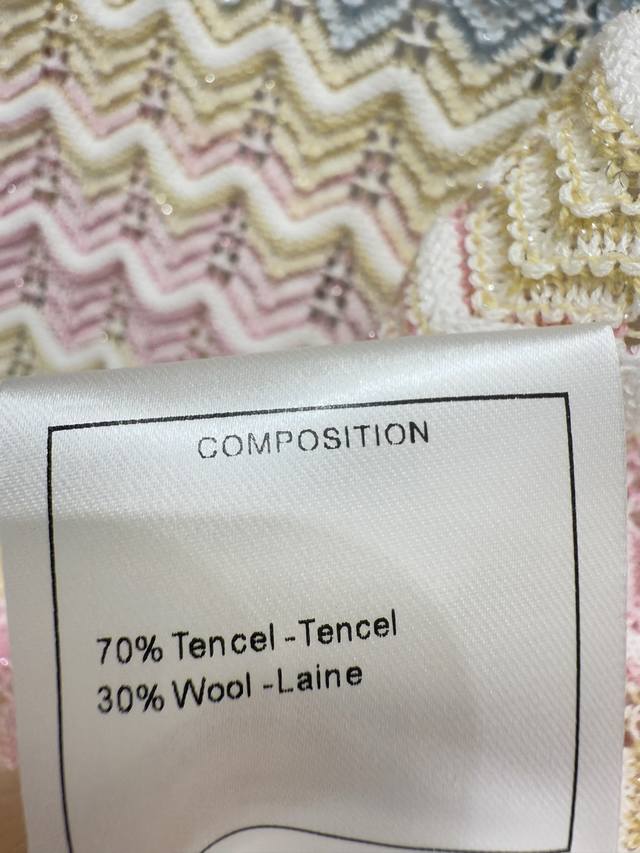 COMPOSITION
70% Tencel -Tencel
30% Wool -Laine